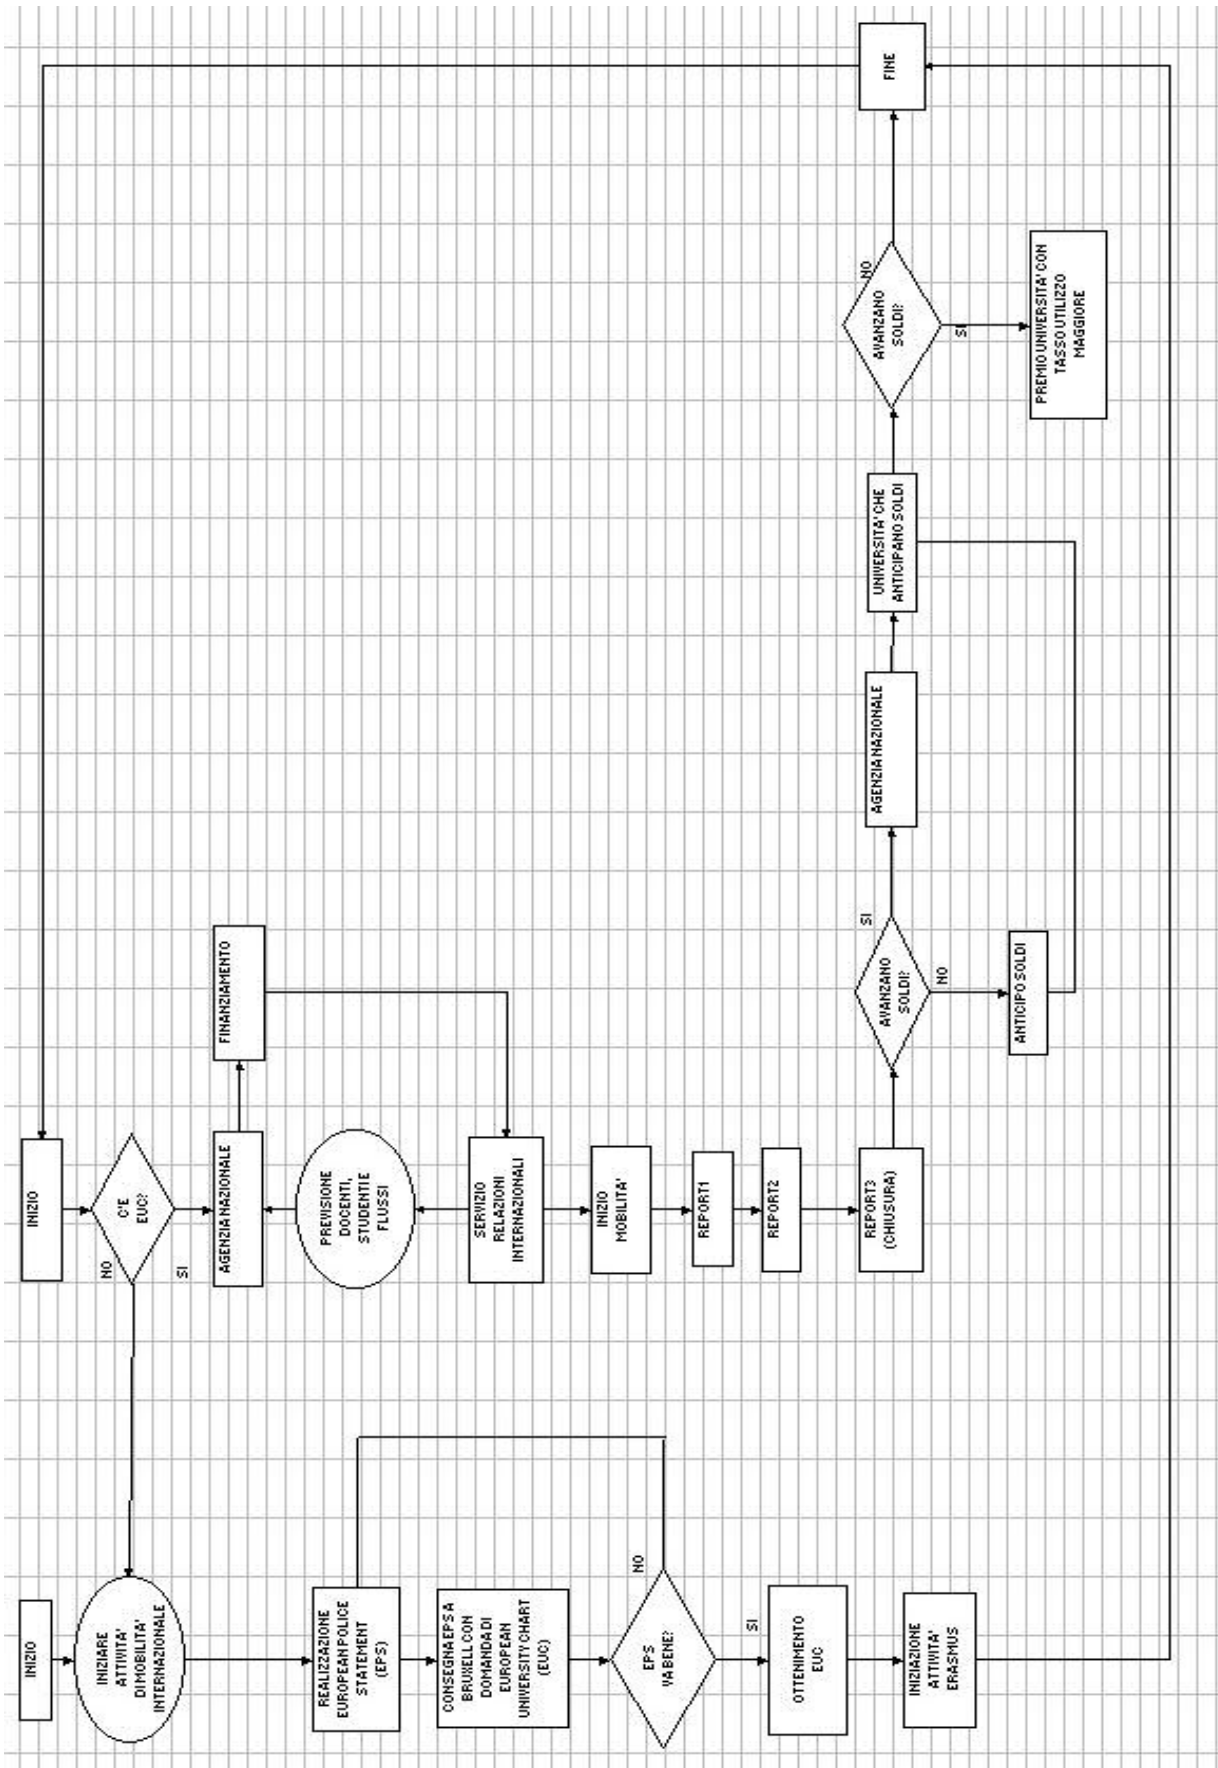 INIZIO
INIZIARE
ATTIVITA'
DI MOBILITA'
INTERNAZIONALE
REALIZZAZIONE
EUROPEAN POLICE
STATEMENT
(EPS)
CONSEGNA EPS A
BRUXELL CON
DOMANDA DI
EUROPEAN
UNIVERSITY CHART
(EUC)
NO
EPS
VA BENE?
SI
OTTENIMENTO
EUC
INIZIAZIONE
ATTIVITA'
ERASMUS
INIZIO
NO
C'E'
EUC?
SI
AGENZIA NAZIONALE
FINANZIAMENTO
PREVISIONE
DOCENTI,
STUDENTI E
FLUSSI
SERVIZIO
RELAZIONI
INTERNAZIONALI
INIZIO
MOBILITA'
REPORT1
REPORT2
REPORT3
(CHIUSURA)
SI
AVANZANO
SOLDI?
NO
ANTICIPO SOLDI
AGENZIA NAZIONALE
UNIVERSITA' CHE
ANTICIPANO SOLDI
NO
AVANZANO
SOLDI?
SI
PREMIO UNIVERSITA' CON
TASSO UTILIZZO
MAGGIORE
FINE